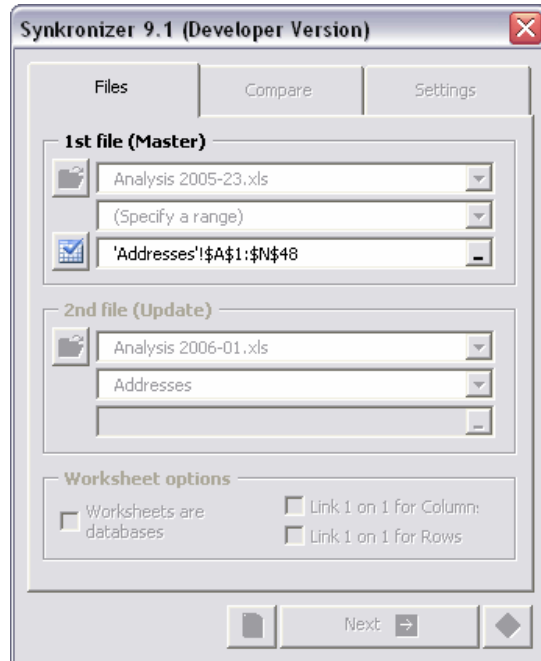 Synkronizer 9.1 (Developer Version)
Files Compare Settings
1st file (Master)
Analysis 2005-23.xls
(Specify a range)
'Addresses'!$A$1:$N$48
2nd file (Update)
Analysis 2006-01.xls
Addresses
Worksheet options
Worksheets are
databases
Link 1 on 1 for Column:
Link 1 on 1 for Rows
Next